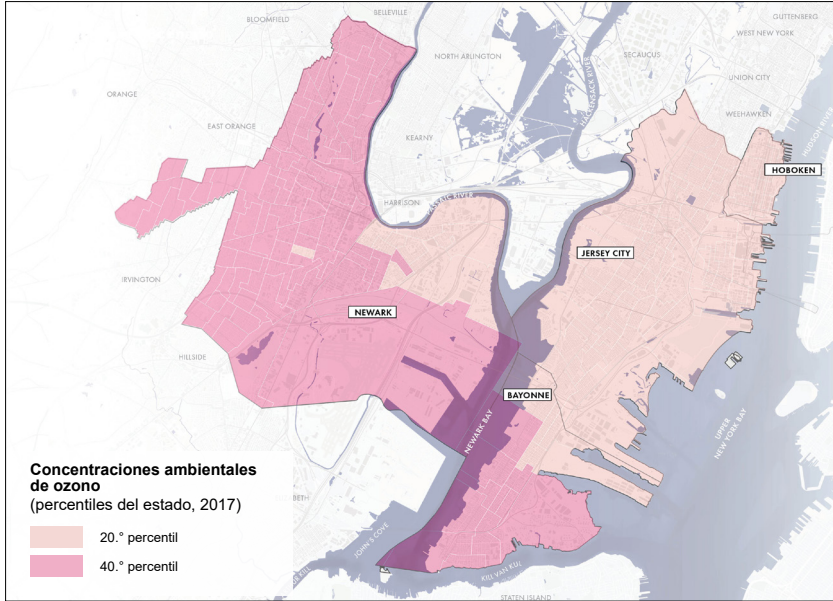 BELLEVILLE
BLOOMFIELD
GUTTENBERG
WEST NEW YORK
NORTH ARLINGTON
SECAUCUS
UNION CITY
ORANGE
HACKENSACK RIVER
WEEHAWKEN
HUDSON RIVER
EAST ORANGE
KEARNY
HOBOKEN
HARRISON
PASSAIC RIVER
JERSEY CITY
IRVINGTON
NEWARK
HILLSIDE
BAYONNE
NEWARK BAY
UPPER
NEW YORK BAY
Concentraciones ambientales
de ozono
(percentiles del estado, 2017)
20.° percentil
40.° percentil
BETH
JOHN'S COVE
KILL VAN KUL
STATEN ISLAND